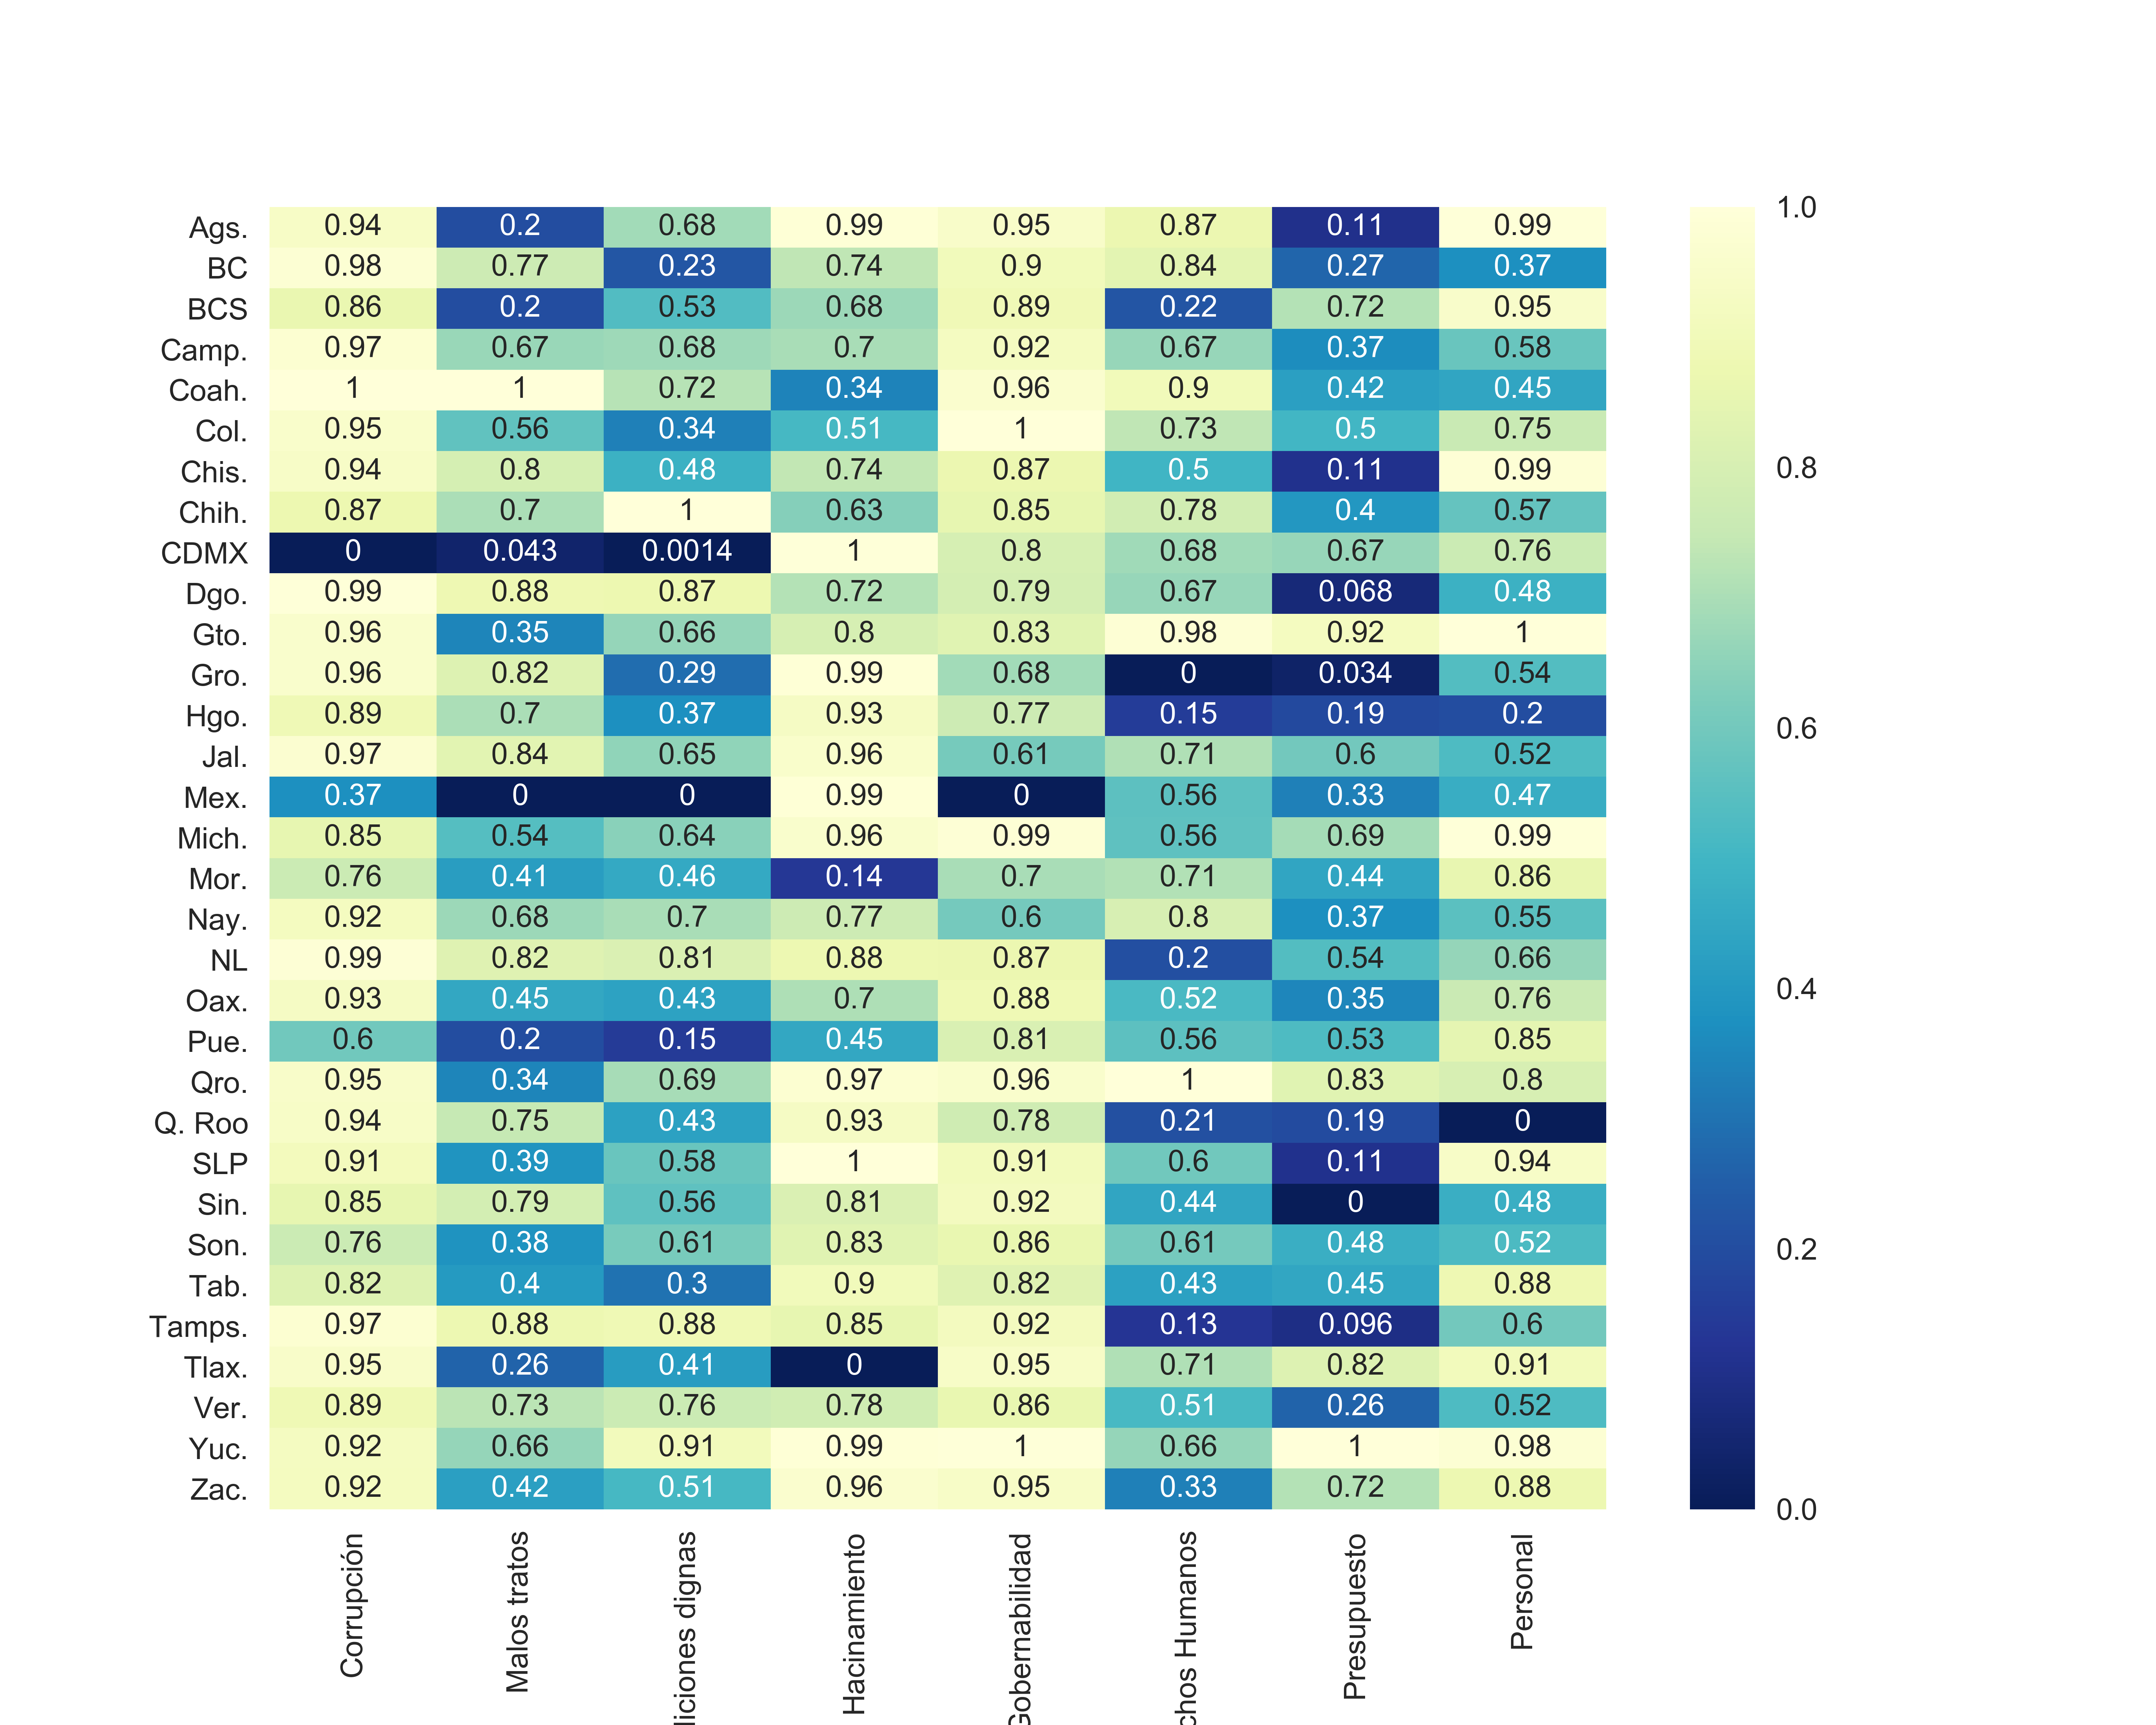 Ags. 0.94 0.2 0.68 0.99 0.95 0.87 0.11 0.99
BC 0.98 0.77 0.23 0.74 0.9 0.84 0.27 0.37
BCS 0.86 0.2 0.53 0.68 0.89 0.22 0.72 0.95
Camp. 0.97 0.67 0.68 0.7 0.92 0.67 0.37 0.58
Coah. 1 1 0.72 0.34 0.96 0.9 0.42 0.45
Col. 0.95 0.56 0.34 0.51 1 0.73 0.5 0.75
Chis. 0.94 0.8 0.48 0.74 0.87 0.5 0.11 0.99
Chih. 0.87 0.7 1 0.63 0.85 0.78 0.4 0.57
CDMX 0 0.043 0.0014 1 0.8 0.68 0.67 0.76
Dgo. 0.99 0.88 0.87 0.72 0.79 0.67 0.068 0.48
Gto. 0.96 0.35 0.66 0.8 0.83 0.98 0.92 1
Gro. 0.96 0.82 0.29 0.99 0.68 0 0.034 0.54
Hgo. 0.89 0.7 0.37 0.93 0.77 0.15 0.19 0.2
Jal. 0.97 0.84 0.65 0.96 0.61 0.71 0.6 0.52
Mex. 0.37 0 0 0.99 0 0.56 0.33 0.47
Mich. 0.85 0.54 0.64 0.96 0.99 0.56 0.69 0.99
Mor. 0.76 0.41 0.46 0.14 0.7 0.71 0.44 0.86
Nay. 0.92 0.68 0.7 0.77 0.6 0.8 0.37 0.55
NL 0.99 0.82 0.81 0.88 0.87 0.2 0.54 0.66
Oax. 0.93 0.45 0.43 0.7 0.88 0.52 0.35 0.76
Pue. 0.6 0.2 0.15 0.45 0.81 0.56 0.53 0.85
Qro. 0.95 0.34 0.69 0.97 0.96 1 0.83 0.8
Q. Roo 0.94 0.75 0.43 0.93 0.78 0.21 0.19 0
SLP 0.91 0.39 0.58 1 0.91 0.6 0.11 0.94
Sin. 0.85 0.79 0.56 0.81 0.92 0.44 0 0.48
Son. 0.76 0.38 0.61 0.83 0.86 0.61 0.48 0.52
Tab. 0.82 0.4 0.3 0.9 0.82 0.43 0.45 0.88
Tamps. 0.97 0.88 0.88 0.85 0.92 0.13 0.096 0.6
Tlax. 0.95 0.26 0.41 0 0.95 0.71 0.82 0.91
Ver. 0.89 0.73 0.76 0.78 0.86 0.51 0.26 0.52
Yuc. 0.92 0.66 0.91 0.99 1 0.66 1 0.98
Zac. 0.92 0.42 0.51 0.96 0.95 0.33 0.72 0.88
Corrupción
Malos tratos
diciones dignas
Hacinamiento
Gobernabilidad
chos Humanos
Presupuesto
Personal
1.0
0.8
0.6
0.4
0.2
0.0